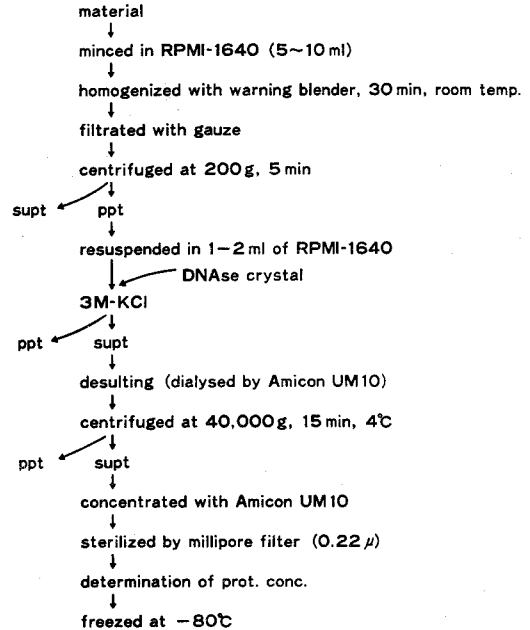 material
minced in RPMI-1640 (5~10 ml)
homogenized with warning blender, 30 min, room temp.
filtrated with gauze
centrifuged at 200 g, 5 min
supt ppt
resuspended in 1-2 ml of RPMI-1640
DNAse crystal
3M-KCl
ppt supt
desulting (dialysed by Amicon UM10)
centrifuged at 40,000 g, 15 min, 4℃
ppt supt
concentrated with Amicon UM10
sterilized by millipore filter (0.22 μ)
determination of prot. conc.
freezed at -80℃